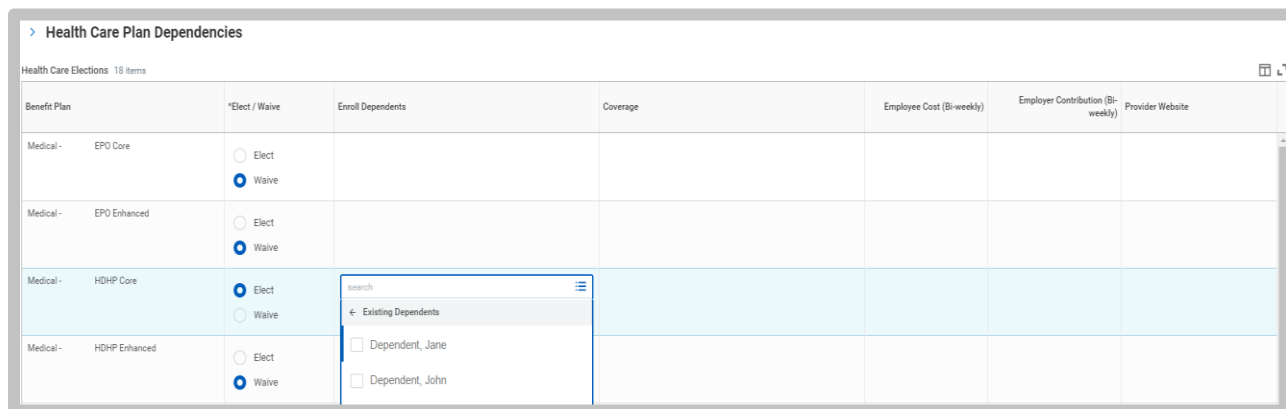 Health Care Plan Dependencies
Health Care Elections 18 items
Benefit Plan
*Elect / Waive
Enroll Dependents
Coverage
Employee Cost (Bi-weekly)
Employer Contribution (Bi-
weekly)
Provider Website
Medical - EPO Core
Elect
Waive
Medical - EPO Enhanced
Elect
Waive
Medical - HDHP Core
Elect
Waive
search
Existing Dependents
Dependent, Jane
Dependent, John
Medical - HDHP Enhanced
Elect
Waive